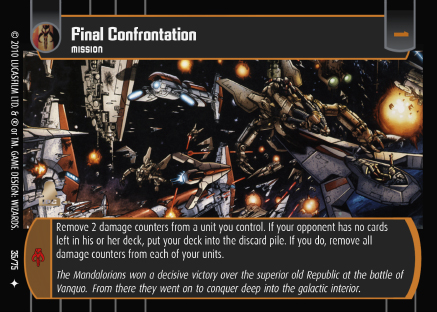 Final Confrontation
MISSION
1
Remove 2 damage counters from a unit you control. If your opponent has no cards
left in his or her deck, put your deck into the discard pile. If you do, remove all
damage counters from each of your units.
The Mandalorians won a decisive victory over the superior old Republic at the battle of
Vanquo. From there they went on to conquer deep into the galactic interior.
© 2010 LUCASFILM LTD. & ® or TM. GAME DESIGN: WIZARDS.
35/75